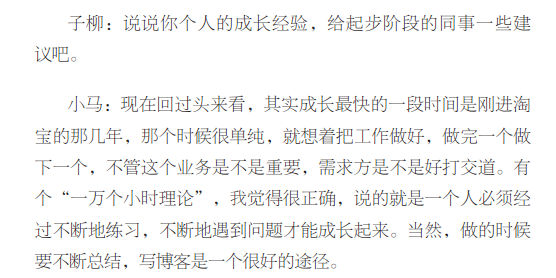 子柳：说说你个人的成长经验，给起步阶段的同事一些建
议吧。
小马：现在回过头来看，其实成长最快的一段时间是刚进淘
宝的那几年，那个时候很单纯，就想着把工作做好，做完一个做
下一个，不管这个业务是不是重要，需求方是不是好打交道。有
个“一万个小时理论”，我觉得很正确，说的就是一个人必须经
过不断地练习，不断地遇到问题才能成长起来。当然，做的时候
要不断总结，写博客是一个很好的途径。